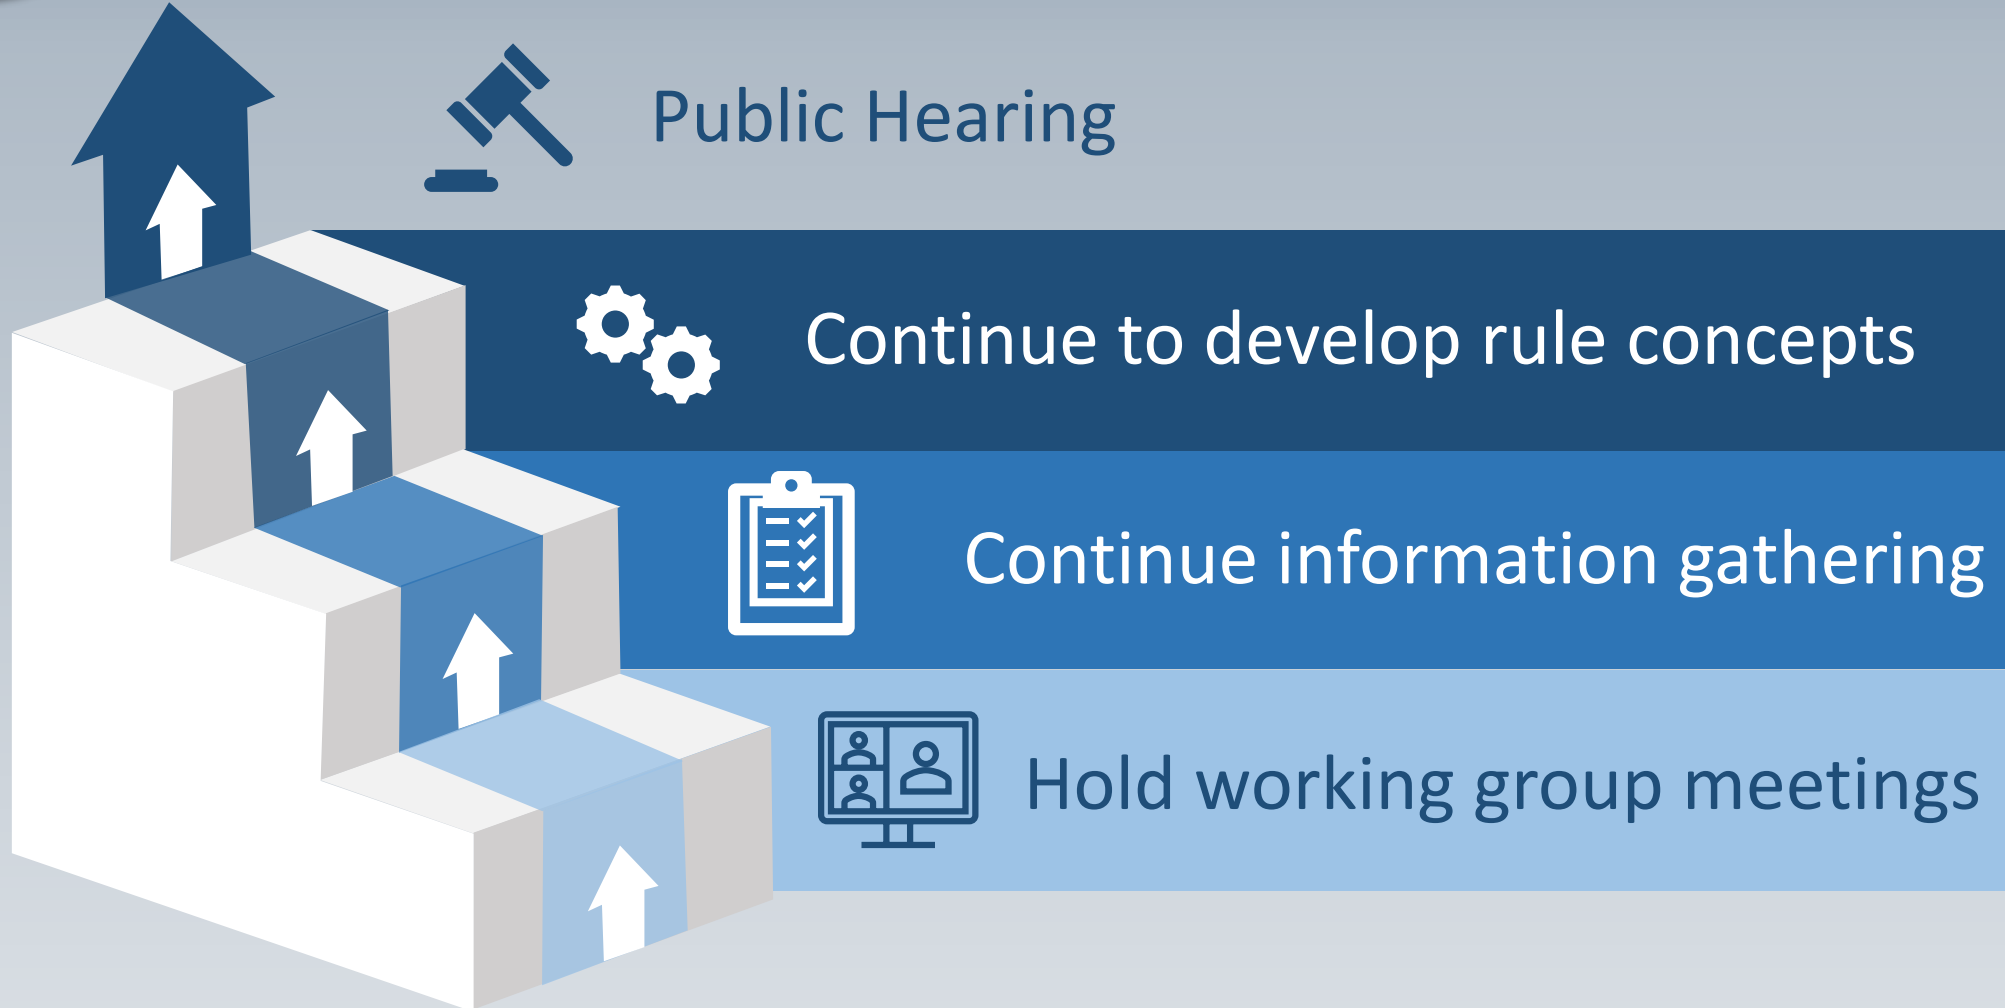 Public Hearing
Continue to develop rule concepts
Continue information gathering
Hold working group meetings